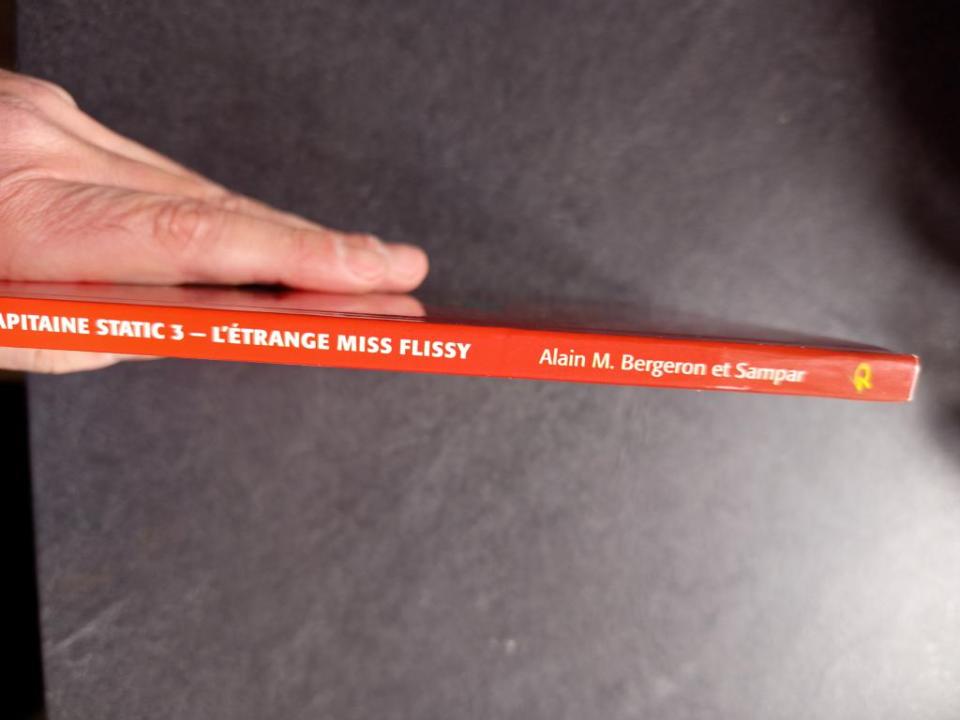 APITAINE STATIC 3 – L'ÉTRANGE MISS FLISSY Alain M. Bergeron et Sampar